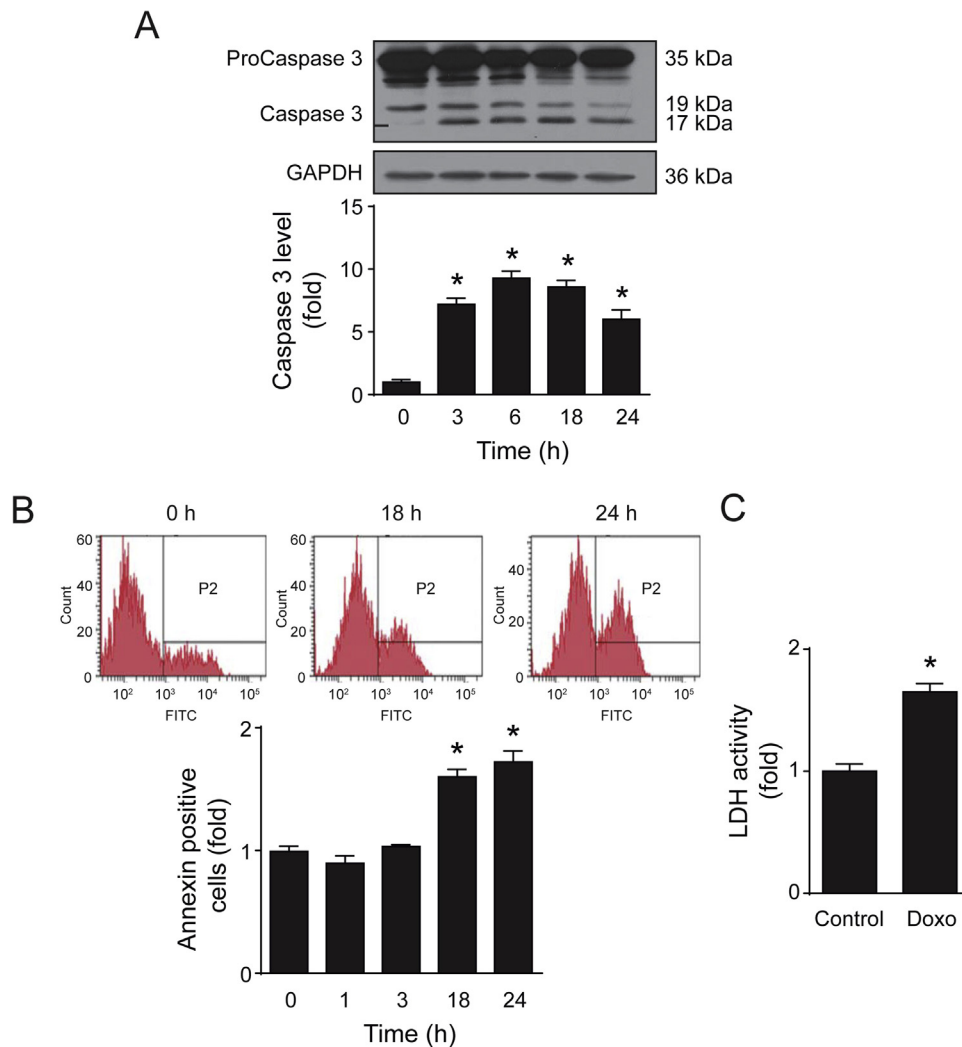 A
ProCaspase 3
35 kDa
Caspase 3
19 kDa
17 kDa
GAPDH
36 kDa
Caspase 3 level
(fold)
15
10
5
0
*
*
*
*
0 3 6 18 24
Time (h)
B
0 h
18 h
24 h
Count
60
40
20
0
P2
10² 10³ 10⁴ 10⁵
FITC
Count
60
40
20
0
P2
10² 10³ 10⁴ 10⁵
FITC
Count
40
20
0
P2
10² 10³ 10⁴ 10⁵
FITC
Annexin positive
cells (fold)
2
1
0
*
*
0 1 3 18 24
Time (h)
C
LDH activity
(fold)
2
1
0
*
Control Doxo